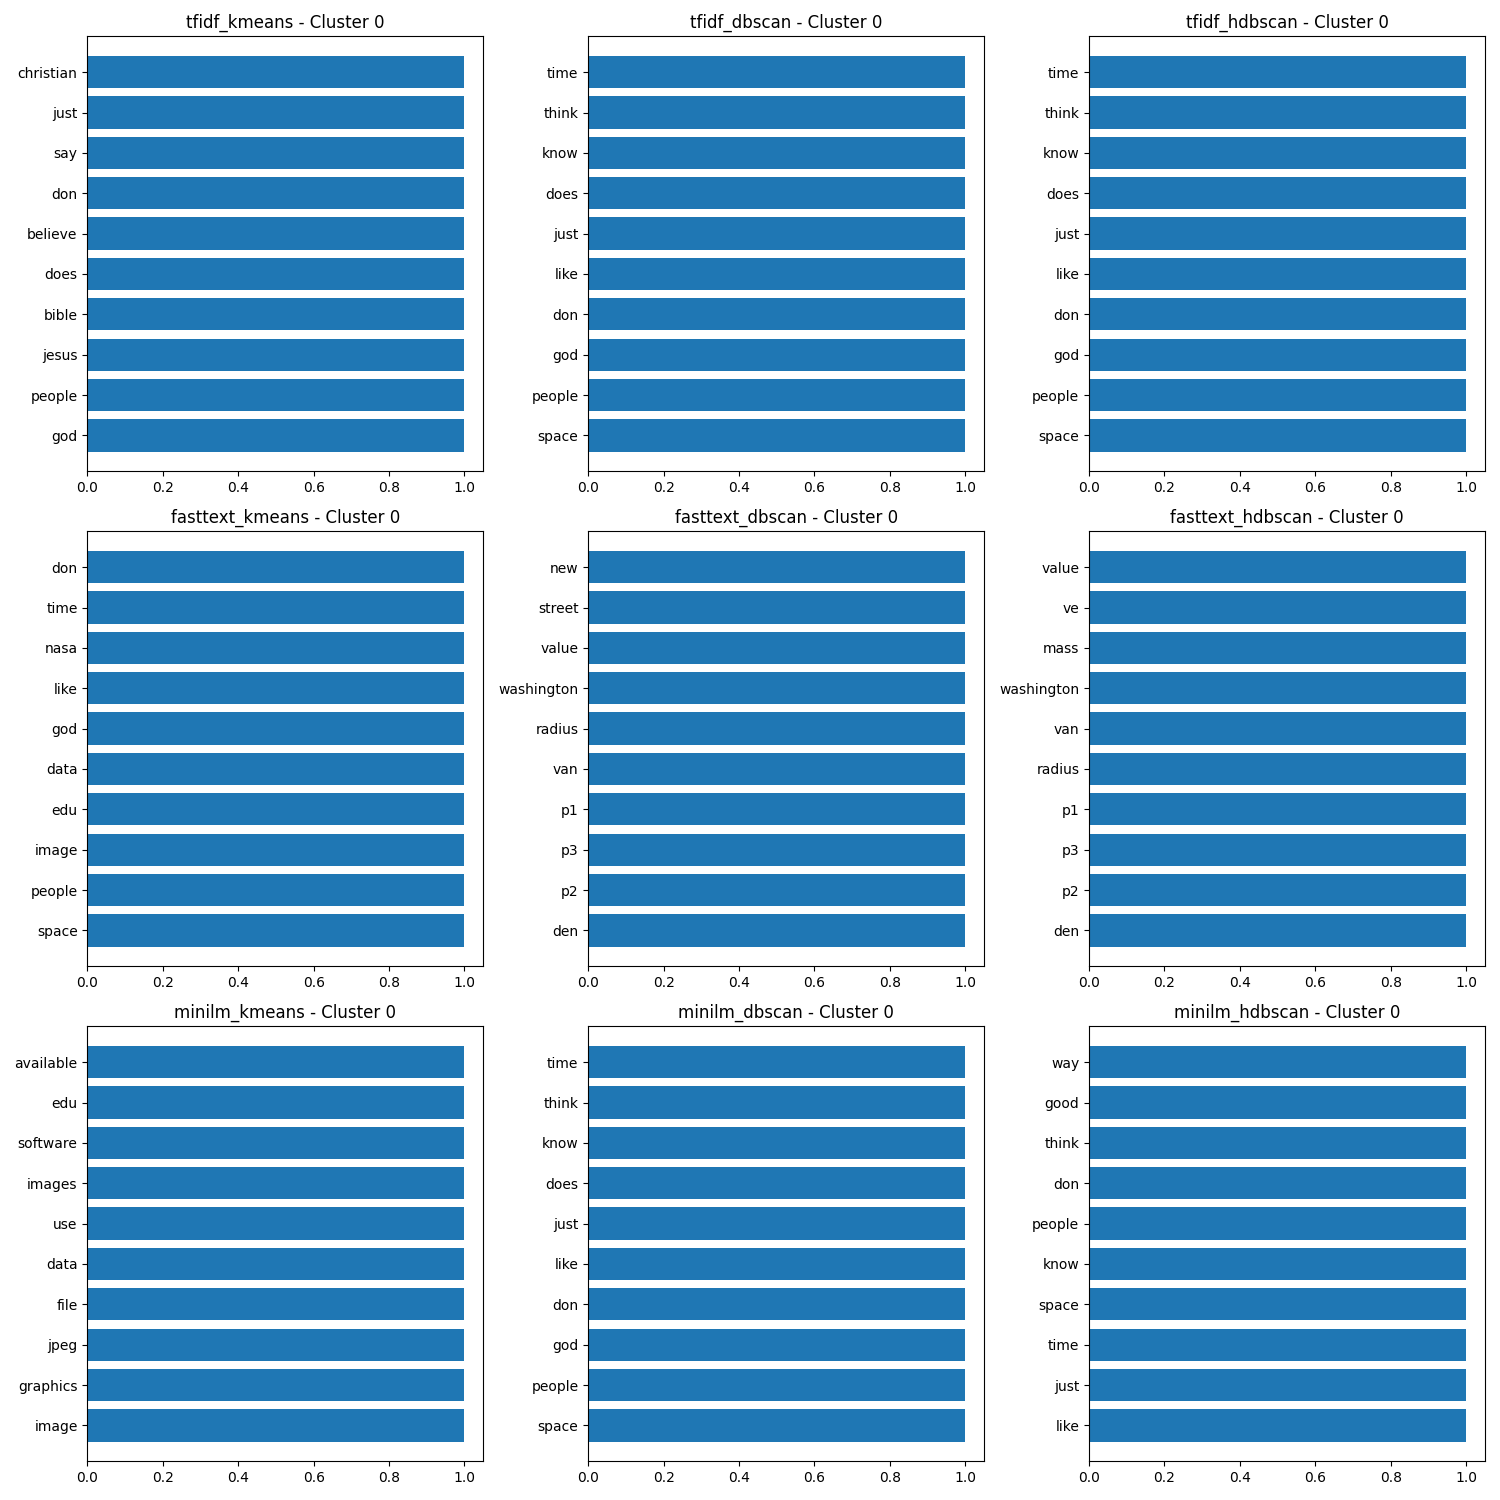 tfidf_kmeans - Cluster 0
christian
just
say
don
believe
does
bible
jesus
people
god
0.0 0.2 0.4 0.6 0.8 1.0
tfidf_dbscan - Cluster 0
time
think
know
does
just
like
don
god
people
space
0.0 0.2 0.4 0.6 0.8 1.0
tfidf_hdbscan - Cluster 0
time
think
know
does
just
like
don
god
people
space
0.0 0.2 0.4 0.6 0.8 1.0
fasttext_kmeans - Cluster 0
don
time
nasa
like
god
data
edu
image
people
space
0.0 0.2 0.4 0.6 0.8 1.0
fasttext_dbscan - Cluster 0
new
street
value
washington
radius
van
p1
p3
p2
den
0.0 0.2 0.4 0.6 0.8 1.0
fasttext_hdbscan - Cluster 0
value
ve
mass
washington
van
radius
p1
p3
p2
den
0.0 0.2 0.4 0.6 0.8 1.0
minilm_kmeans - Cluster 0
available
edu
software
images
use
data
file
jpeg
graphics
image
0.0 0.2 0.4 0.6 0.8 1.0
minilm_dbscan - Cluster 0
time
think
know
does
just
like
don
god
people
space
0.0 0.2 0.4 0.6 0.8 1.0
minilm_hdbscan - Cluster 0
way
good
think
don
people
know
space
time
just
like
0.0 0.2 0.4 0.6 0.8 1.0